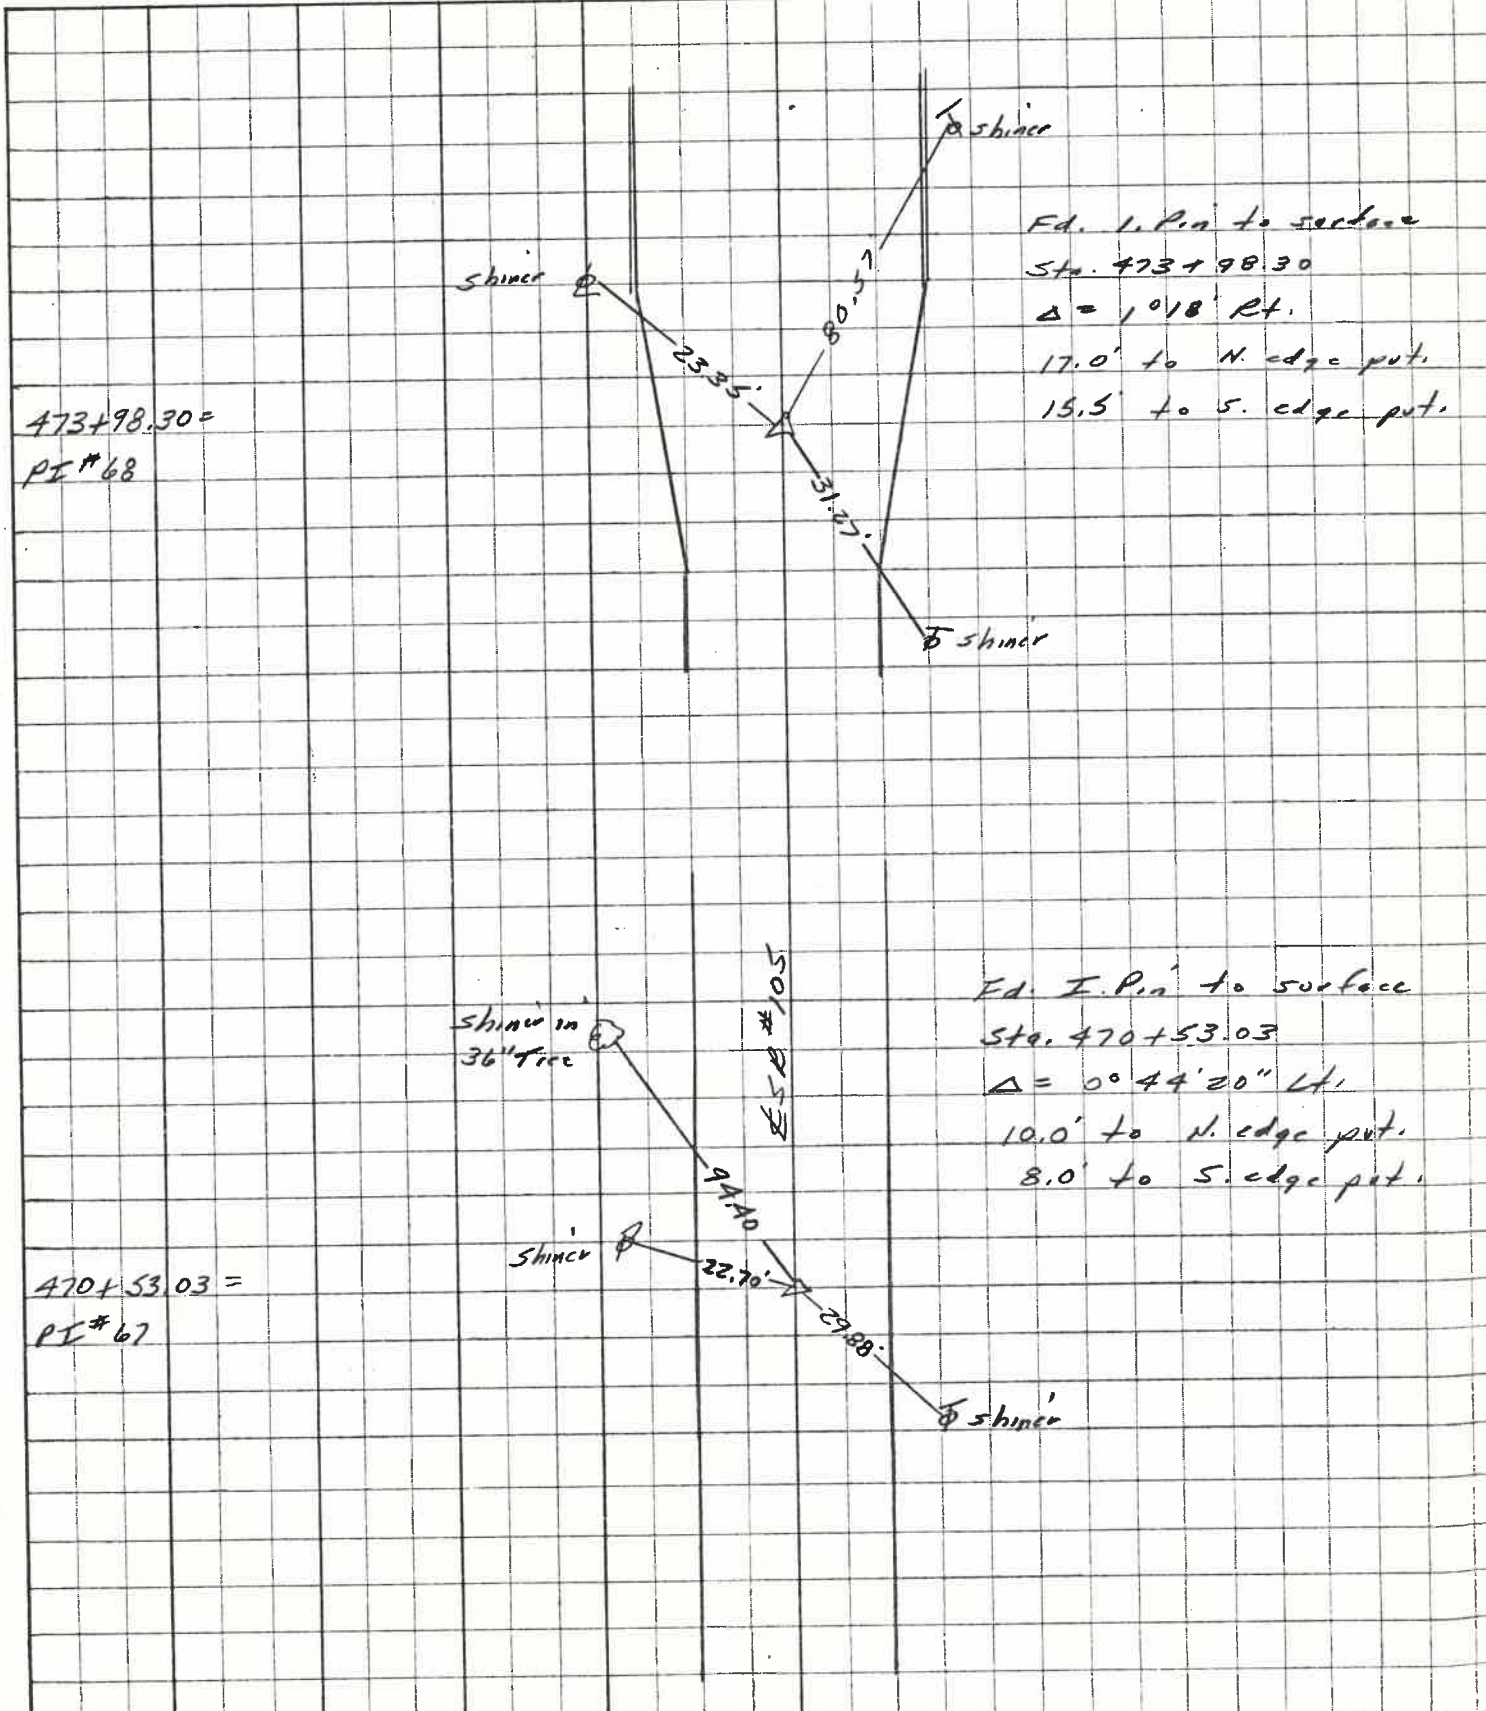 shiner
Fd. I. Pin to surface
Sta. 473+98.30
Δ = 1°18' Rt.
17.0' to N. edge pvt.
15.5' to S. edge pvt.
shiner
80.57
23.35'
473+98.30 =
PI #68
31.27'
shiner
#105
Fd. I. Pin to surface
Sta. 470+53.03
Δ = 0°44'20" Lt.
10.0' to N. edge pvt.
8.0' to S. edge pvt.
shiner in
36" Tree
94.40
shiner
22.70'
470+53.03 =
PI #67
29.88'
shiner